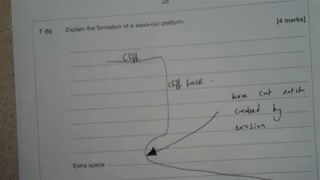 28
7 (b) Explain the formation of a wave-cut platform.
[4 marks]
Cliff
Cliff base
wave cut notch
created by
erosion
Extra space